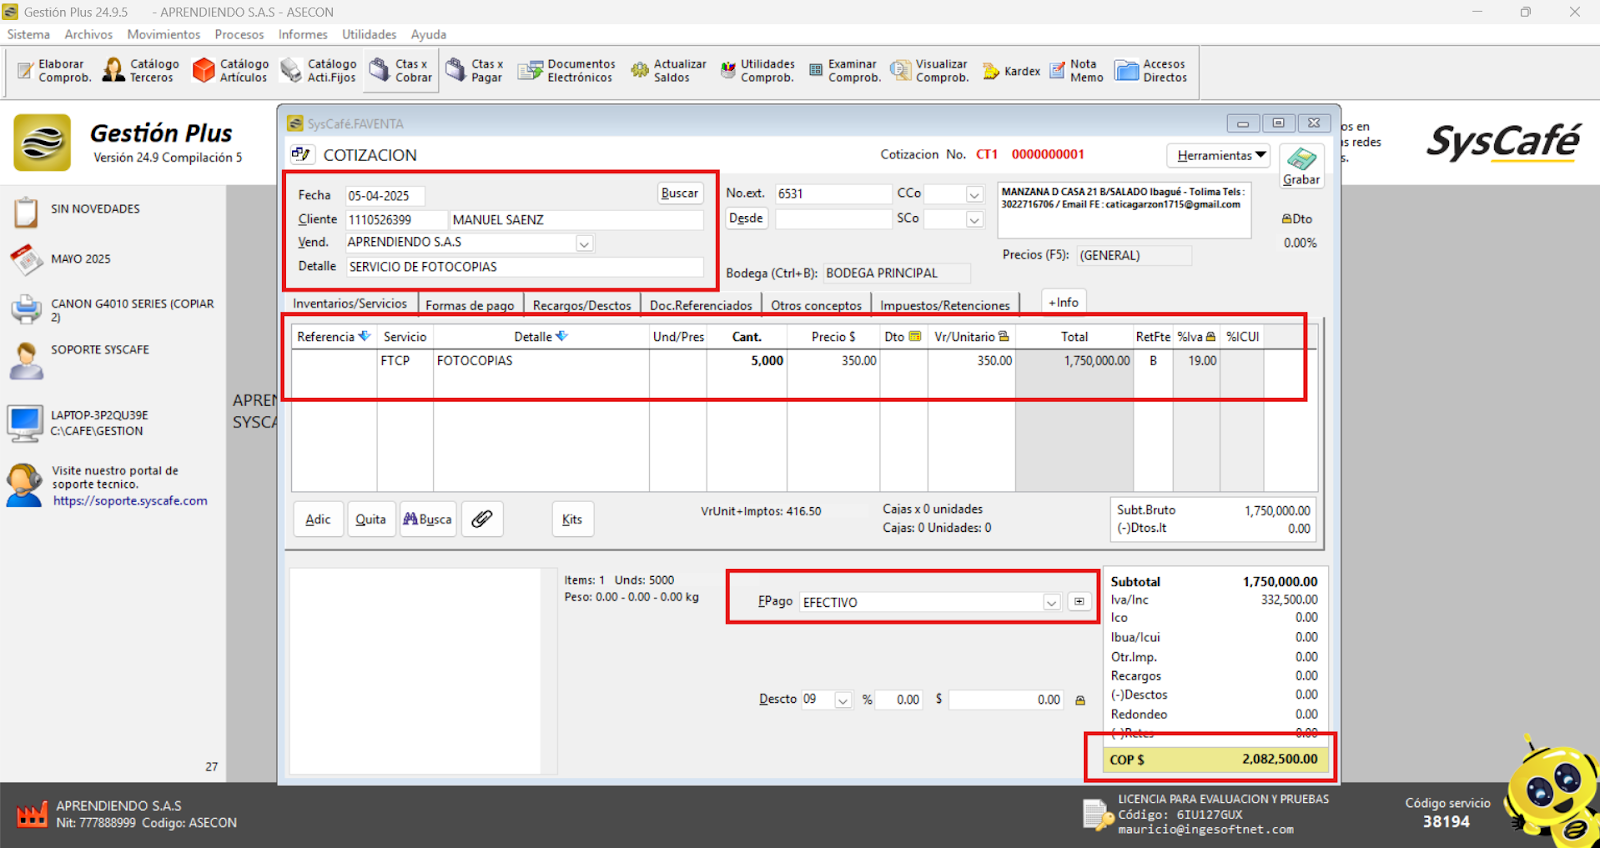 Gestión Plus 24.9.5 - APRENDIENDO S.A.S - ASECON
Sistema Archivos Movimientos Procesos Informes Utilidades Ayuda
Elaborar Comprob.
Catálogo Terceros
Catálogo Artículos
Catálogo Acti.Fijos
Ctas x Cobrar
Ctas x Pagar
Documentos Electrónicos
Actualizar Saldos
Utilidades Comprob.
Examinar Comprob.
Visualizar Comprob.
Kardex
Nota Memo
Accesos Directos
Gestión Plus
Versión 24.9 Compilación 5
SIN NOVEDADES
MAYO 2025
CANON G4010 SERIES (COPIAR
2)
SOPORTE SYSCAFE
LAPTOP-3P2QU39E
C:\CAFE\GESTION
Visite nuestro portal de
soporte tecnico.
https://soporte.syscafe.com
27
APREN
SYSCA
os en
s redes
s.
SysCafé
SysCafé.FAVENTA
COTIZACION
Cotizacion No. CT1 0000000001
Herramientas
Grabar
Fecha 05-04-2025 Buscar
Cliente 1110526399 MANUEL SAENZ
Vend. APRENDIENDO S.A.S
Detalle SERVICIO DE FOTOCOPIAS
No.ext. 6531 CCo
Desde SCo
MANZANA D CASA 21 B/SALADO Ibagué - Tolima Tels :
3022716706 / Email FE : caticagarzon1715@gmail.com
Dto
0.00%
Precios (F5): (GENERAL)
Bodega (Ctrl+B): BODEGA PRINCIPAL
Inventarios/Servicios Formas de pago Recargos/Desctos Doc.Referenciados Otros conceptos Impuestos/Retenciones +Info
Referencia Servicio Detalle Und/Pres Cant. Precio $ Dto Vr/Unitario Total RetFte %Iva %ICUI
FTCP FOTOCOPIAS 5,000 350.00 350.00 1,750,000.00 B 19.00
Adic Quita Busca Kits
VrUnit+Imptos: 416.50
Cajas x 0 unidades
Cajas: 0 Unidades: 0
Subt.Bruto 1,750,000.00
(-)Dtos.It 0.00
Items: 1 Unds: 5000
Peso: 0.00 - 0.00 - 0.00 kg
FPago EFECTIVO
Descto 09 % 0.00 $ 0.00
Subtotal 1,750,000.00
Iva/Inc 332,500.00
Ico 0.00
Ibua/Icui 0.00
Otr.Imp. 0.00
Recargos 0.00
(-)Desctos 0.00
Redondeo 0.00
(-)Retes 0.00
COP $ 2,082,500.00
APRENDIENDO S.A.S
Nit: 777888999 Codigo: ASECON
LICENCIA PARA EVALUACION Y PRUEBAS
Código: 6IU127GUX
mauricio@ingesoftnet.com
Código servicio
38194